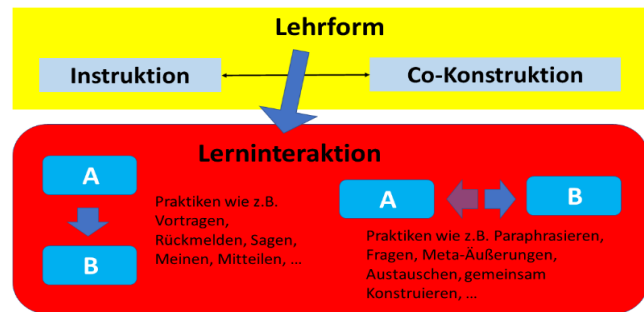 Lehrform
Instruktion
Co-Konstruktion
Lerninteraktion
A
B
Praktiken wie z.B.
Vortragen,
Rückmelden, Sagen,
Meinen, Mitteilen, ...
A
B
Praktiken wie z.B. Paraphrasieren,
Fragen, Meta-Äußerungen,
Austauschen, gemeinsam
Konstruieren, ...